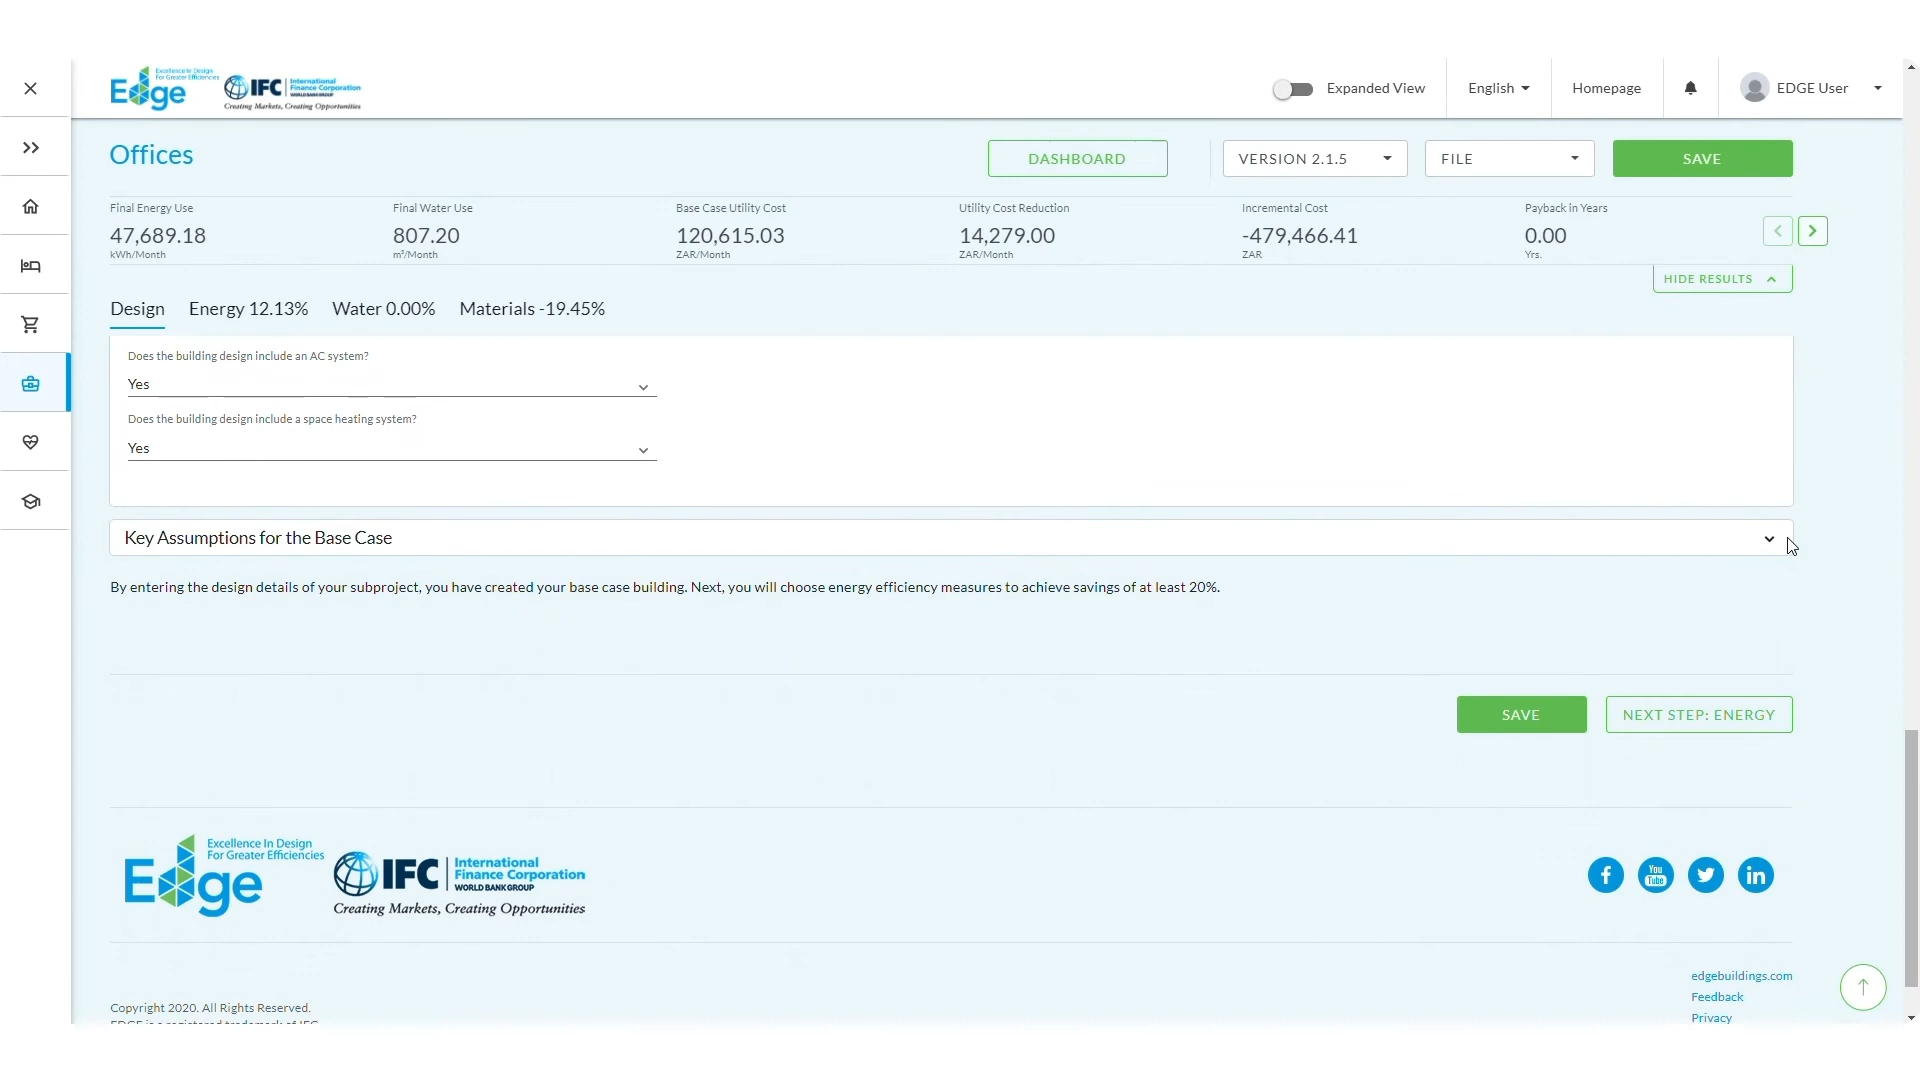 Edge
Excellence In Design
For Greater Efficiencies
IFC
International
Finance Corporation
WORLD BANK GROUP
Creating Markets, Creating Opportunities
Expanded View
English
Homepage
EDGE User
Offices
DASHBOARD
VERSION 2.1.5
FILE
SAVE
Final Energy Use
47,689.18
kWh/Month
Final Water Use
807.20
m³/Month
Base Case Utility Cost
120,615.03
ZAR/Month
Utility Cost Reduction
14,279.00
ZAR/Month
Incremental Cost
-479,466.41
ZAR
Payback in Years
0.00
Yrs.
HIDE RESULTS
Design Energy 12.13% Water 0.00% Materials -19.45%
Does the building design include an AC system?
Yes
Does the building design include a space heating system?
Yes
Key Assumptions for the Base Case
By entering the design details of your subproject, you have created your base case building. Next, you will choose energy efficiency measures to achieve savings of at least 20%.
SAVE
NEXT STEP: ENERGY
Edge
Excellence In Design
For Greater Efficiencies
IFC
International
Finance Corporation
WORLD BANK GROUP
Creating Markets, Creating Opportunities
You
Tube
in
edgebuildings.com
Feedback
Privacy
Copyright 2020. All Rights Reserved.
EDGE is a registered trademark of IFC